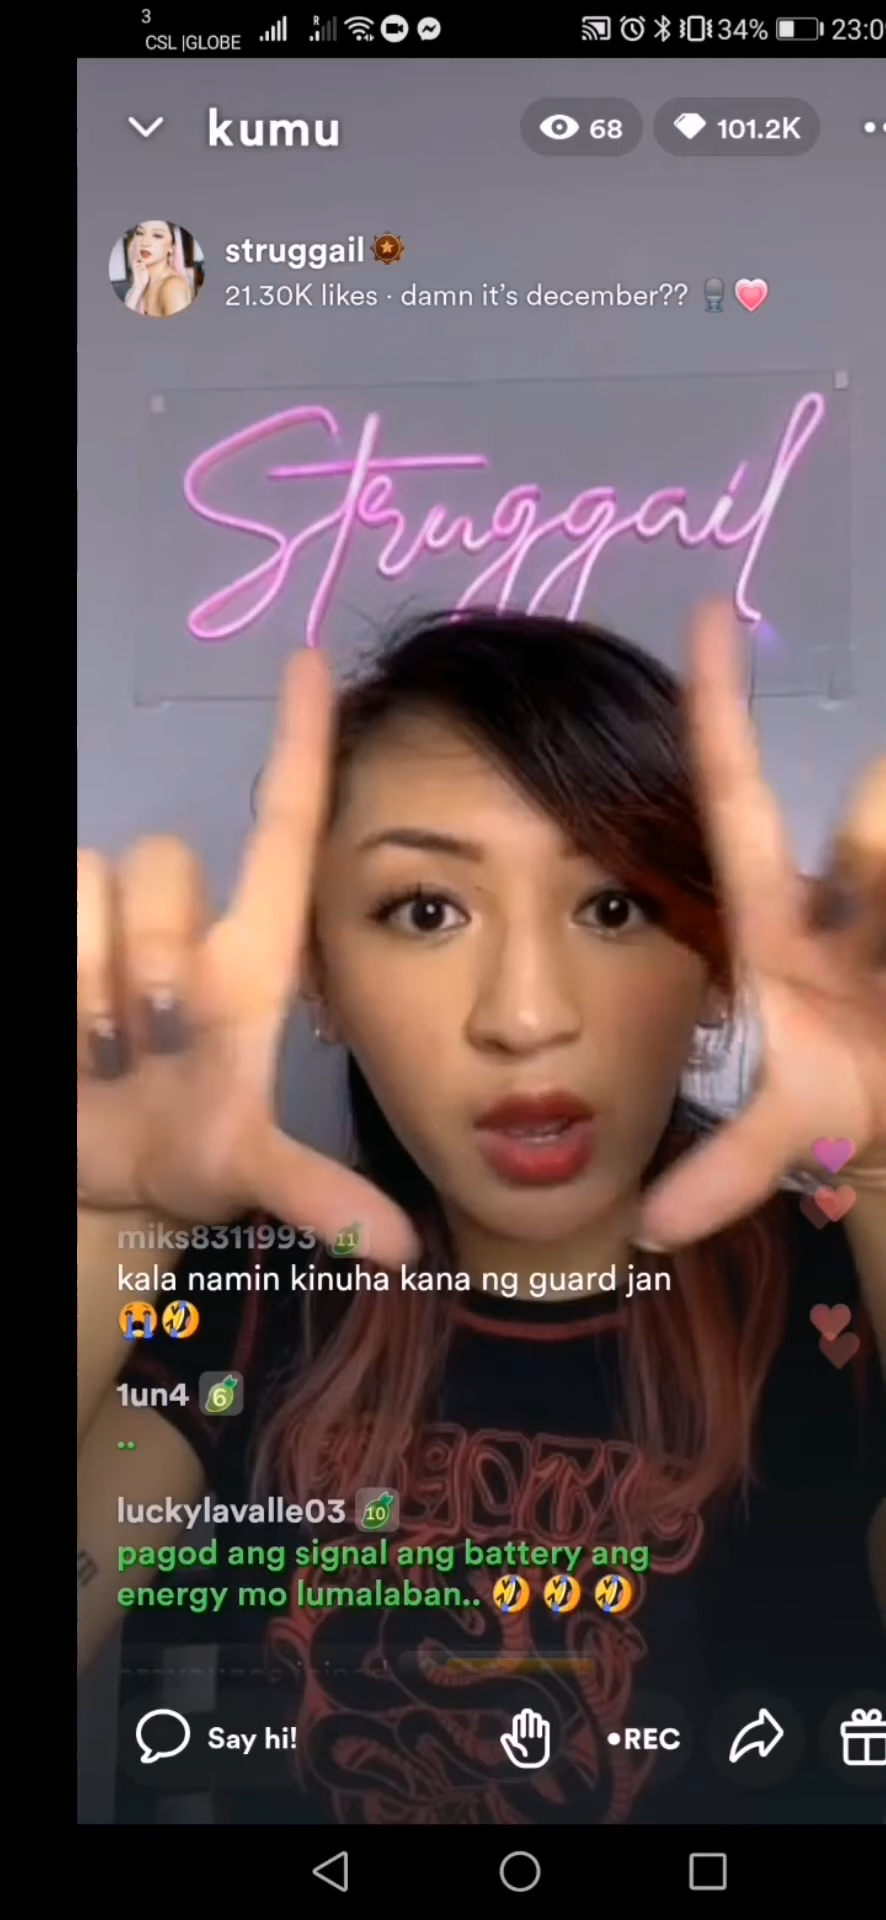 3
CSL |GLOBE
R
34%
23:0
kumu
68
101.2K
struggail
21.30K likes · damn it's december??
Struggail
miks8311993 11
kala namin kinuha kana ng guard jan
😭🤣
1un4 6
..
luckylavalle03 10
pagod ang signal ang battery ang
energy mo lumalaban.. 🤣 🤣 🤣
joined
Say hi!
•REC